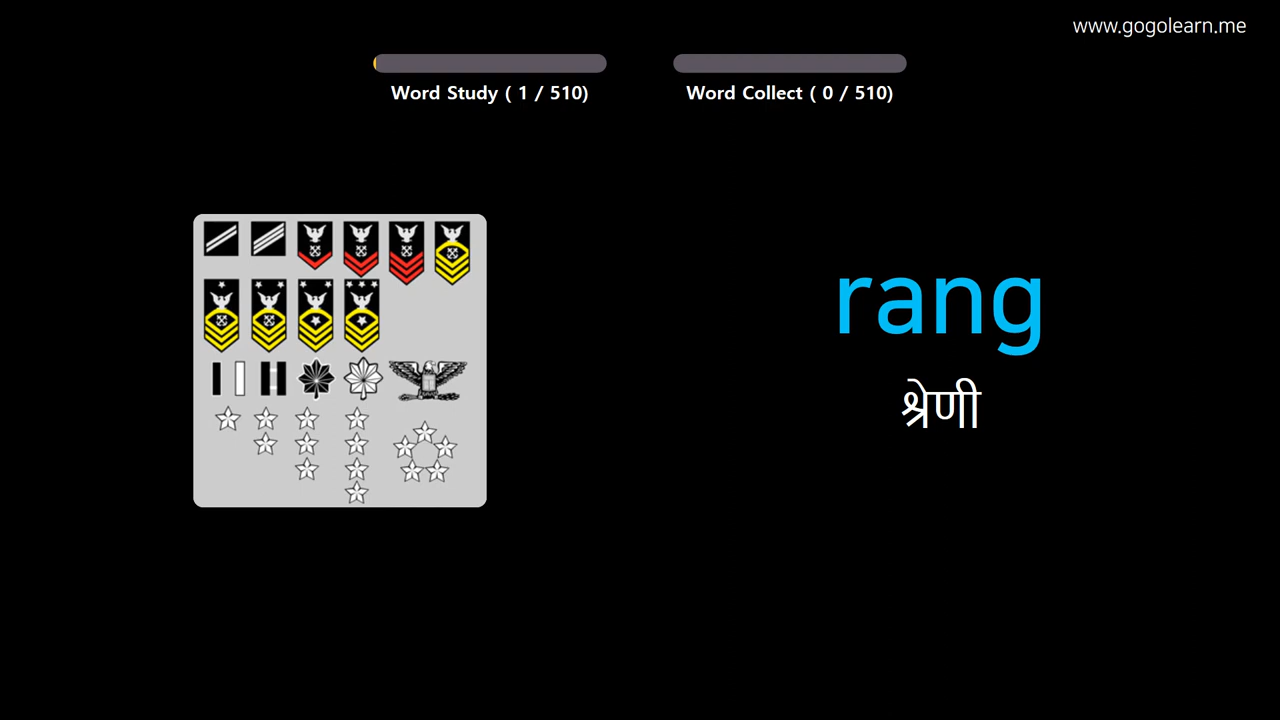 www.gogolearn.me
Word Study ( 1 / 510)
Word Collect ( 0 / 510)
rang
श्रेणी